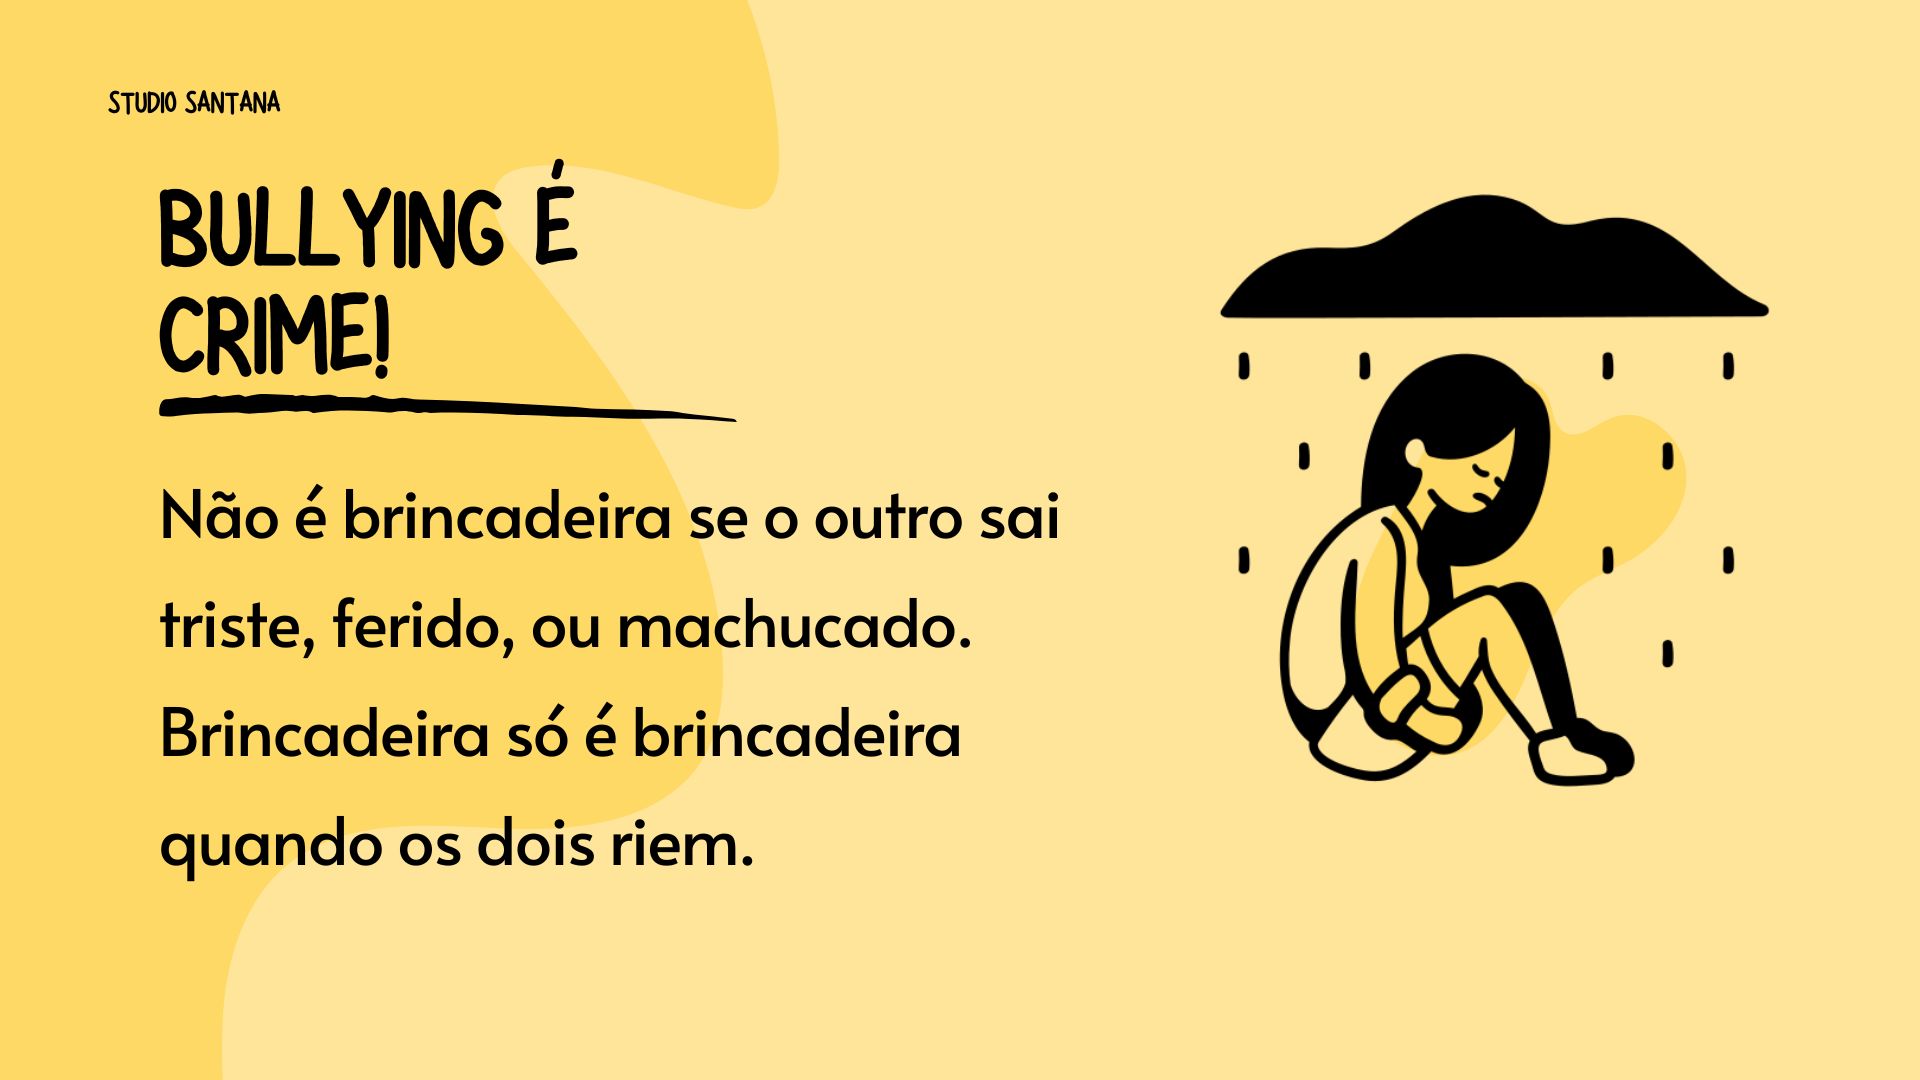 STUDIO SANTANA
BULLYING É
CRIME!
Não é brincadeira se o outro sai
triste, ferido, ou machucado.
Brincadeira só é brincadeira
quando os dois riem.